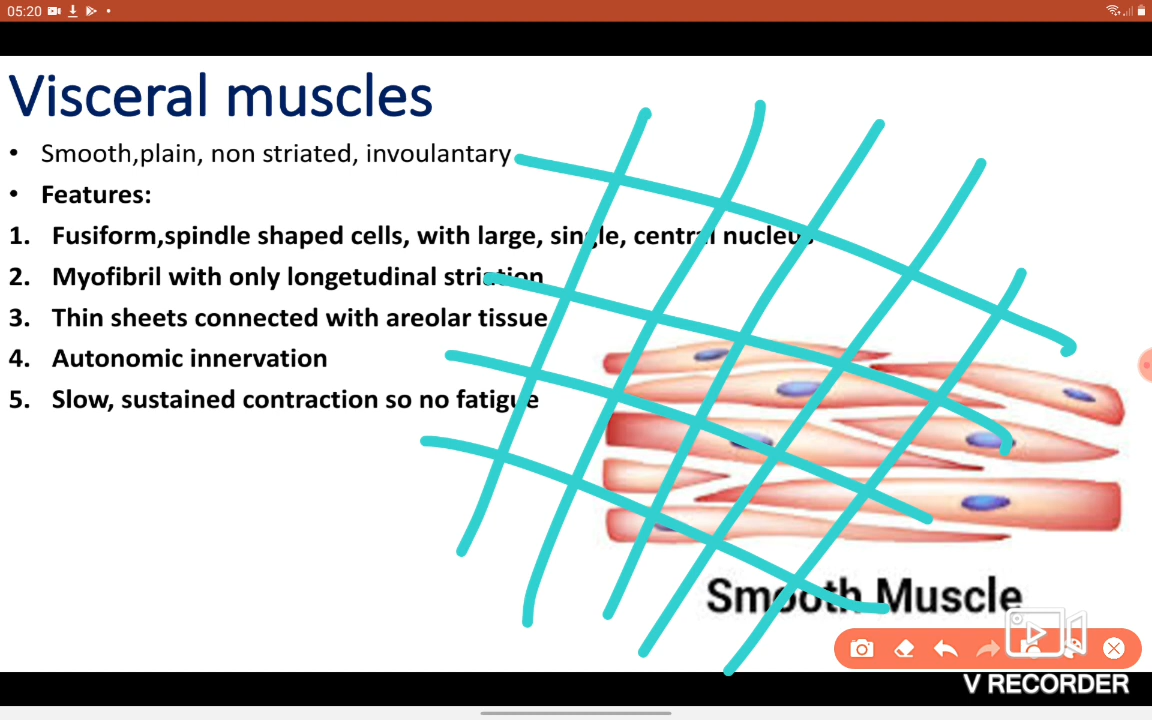 05:20
Visceral muscles
• Smooth,plain, non striated, invoulantary
• Features:
1. Fusiform,spindle shaped cells, with large, single, central nucleus
2. Myofibril with only longetudinal striation
3. Thin sheets connected with areolar tissue
4. Autonomic innervation
5. Slow, sustained contraction so no fatigue
Smooth Muscle
V RECORDER